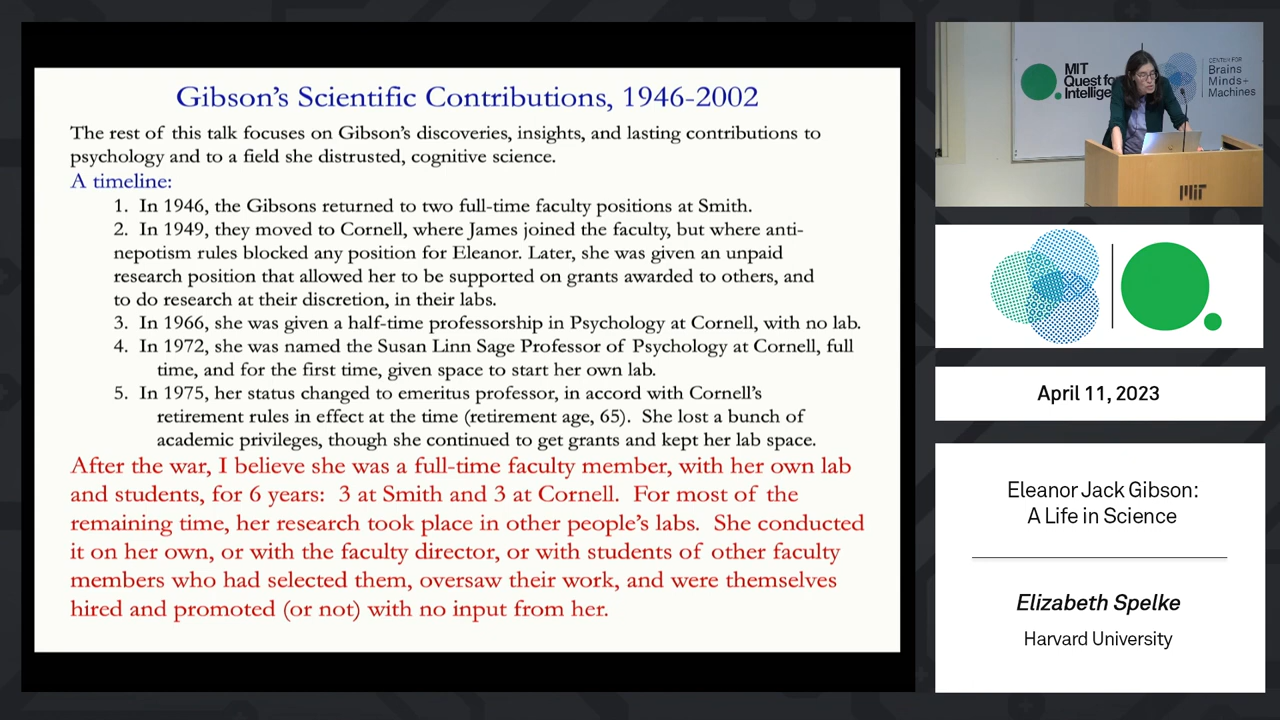 Gibson's Scientific Contributions, 1946-2002
The rest of this talk focuses on Gibson's discoveries, insights, and lasting contributions to
psychology and to a field she distrusted, cognitive science.
A timeline:
1. In 1946, the Gibsons returned to two full-time faculty positions at Smith.
2. In 1949, they moved to Cornell, where James joined the faculty, but where anti-
nepotism rules blocked any position for Eleanor. Later, she was given an unpaid
research position that allowed her to be supported on grants awarded to others, and
to do research at their discretion, in their labs.
3. In 1966, she was given a half-time professorship in Psychology at Cornell, with no lab.
4. In 1972, she was named the Susan Linn Sage Professor of Psychology at Cornell, full
time, and for the first time, given space to start her own lab.
5. In 1975, her status changed to emeritus professor, in accord with Cornell's
retirement rules in effect at the time (retirement age, 65). She lost a bunch of
academic privileges, though she continued to get grants and kept her lab space.
After the war, I believe she was a full-time faculty member, with her own lab
and students, for 6 years: 3 at Smith and 3 at Cornell. For most of the
remaining time, her research took place in other people's labs. She conducted
it on her own, or with the faculty director, or with students of other faculty
members who had selected them, oversaw their work, and were themselves
hired and promoted (or not) with no input from her.
MIT
Quest fo
Intellige
CENTER FOR
Brains
Minds+
Machines
MIT
April 11, 2023
Eleanor Jack Gibson:
A Life in Science
Elizabeth Spelke
Harvard University